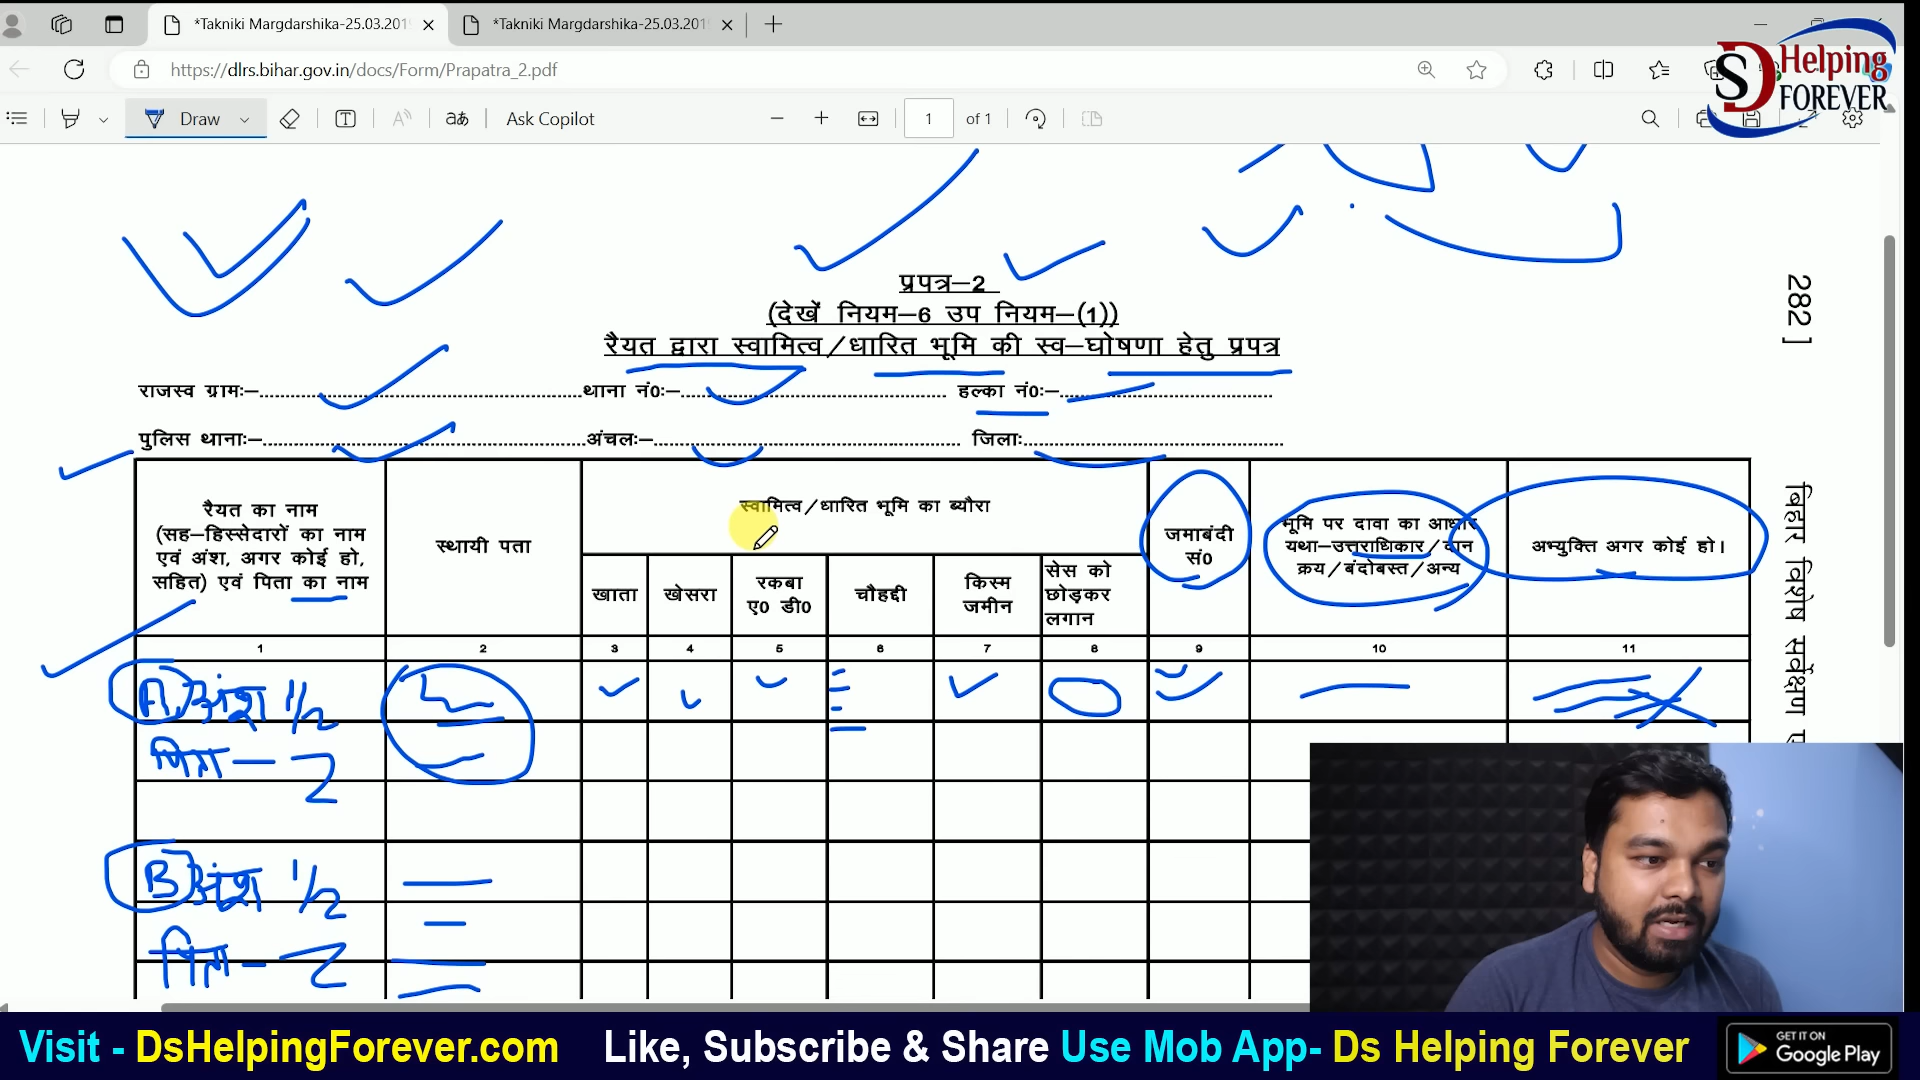 *Takniki Margdarshika-25.03.201
*Takniki Margdarshika-25.03.201
https://dlrs.bihar.gov.in/docs/Form/Prapatra_2.pdf
Draw
Ask Copilot
1 of 1
DS Helping
FOREVER
प्रपत्र–2
(देखें नियम–6 उप नियम–(1))
रैयत द्वारा स्वामित्व/धारित भूमि की स्व–घोषणा हेतु प्रपत्र
राजस्व ग्रामः–
थाना नं0ः–
हल्का नं0ः–
पुलिस थानाः–
अंचलः–
जिलाः
रैयत का नाम
(सह–हिस्सेदारों का नाम
एवं अंश, अगर कोई हो,
सहित) एवं पिता का नाम
स्थायी पता
स्वामित्व/धारित भूमि का ब्यौरा
खाता
खेसरा
रकबा
ए0 डी0
चौहद्दी
किस्म
जमीन
सेस को
छोड़कर
लगान
जमाबंदी
सं0
भूमि पर दावा का आधार
यथा–उत्तराधिकार/दान
क्रय/बंदोबस्त/अन्य
अभ्युक्ति अगर कोई हो।
1 2 3 4 5 6 7 8 9 10 11
A अंश 1/2
पिता – Z
B अंश 1/2
पिता – Z
282]
बिहार विशेष सर्वेक्षण
Visit - DsHelpingForever.com Like, Subscribe & Share Use Mob App- Ds Helping Forever
GET IT ON
Google Play